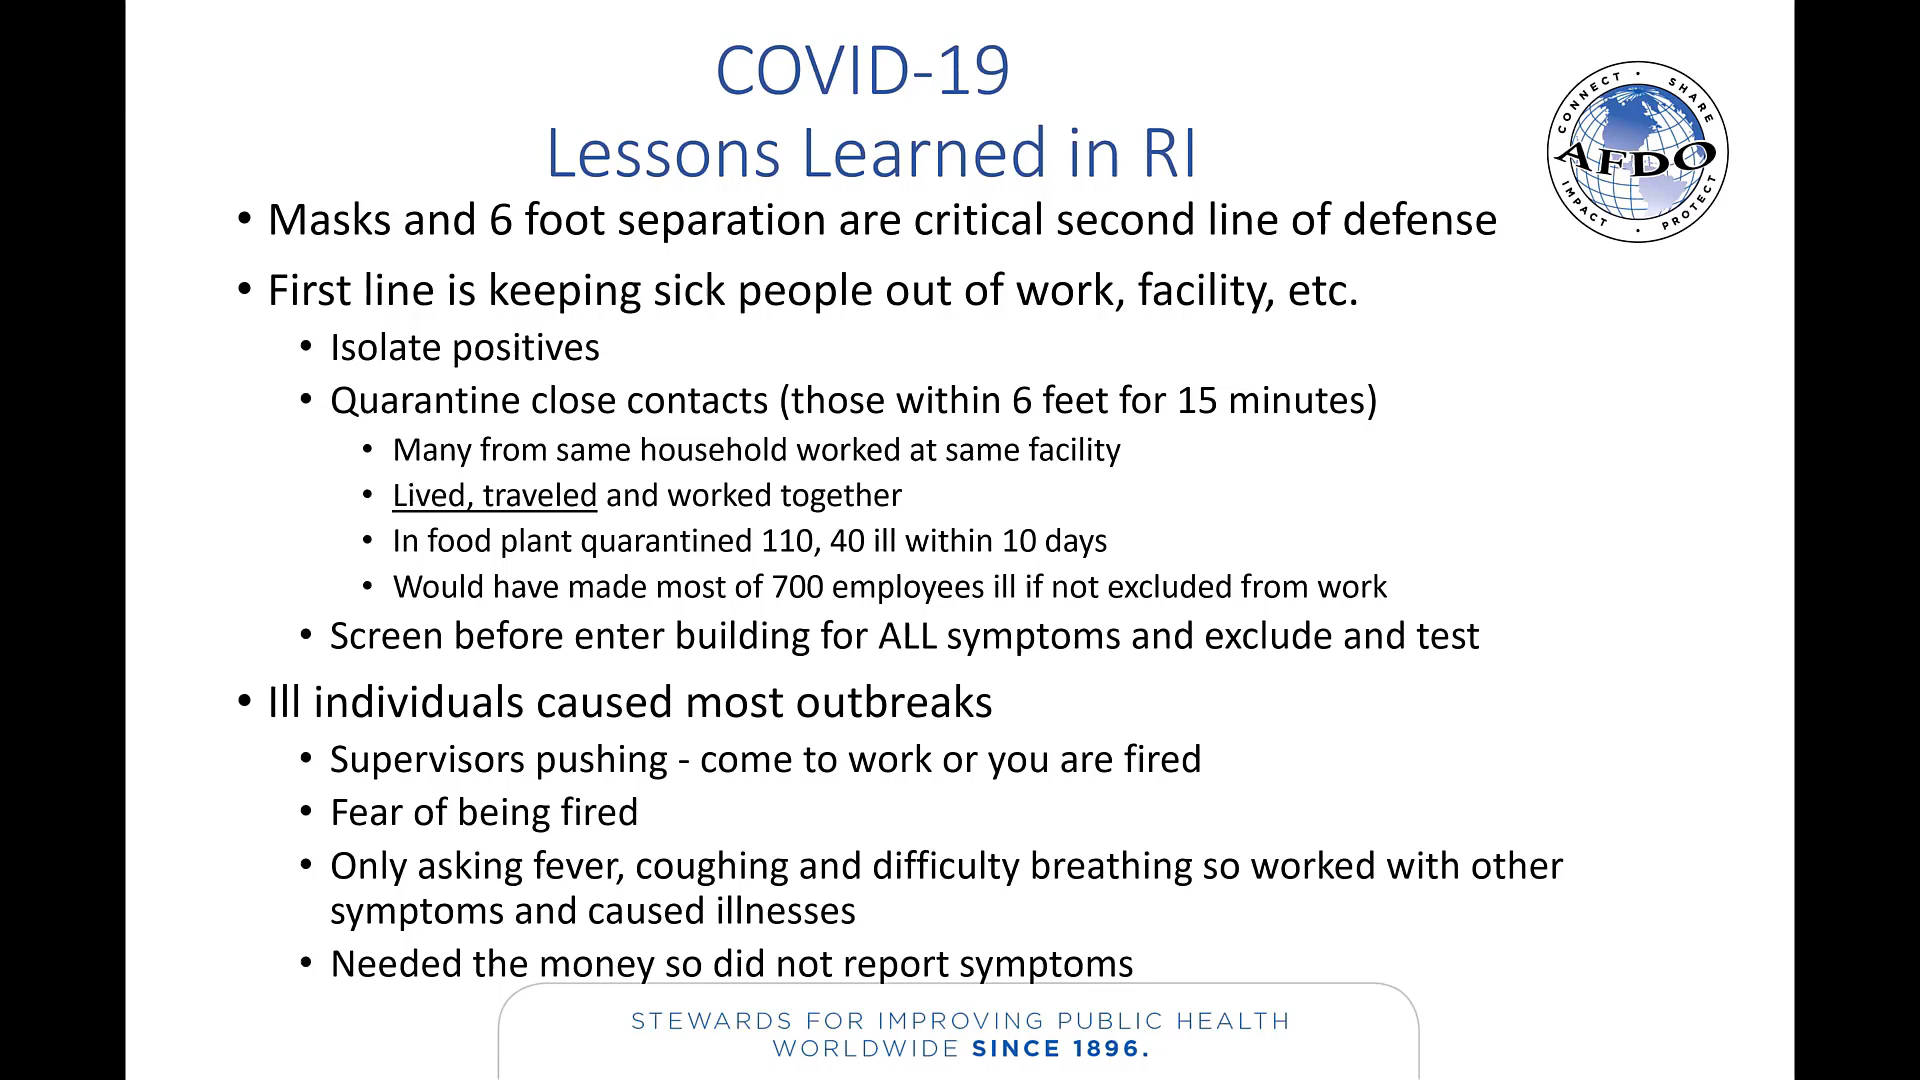 COVID-19
Lessons Learned in RI
CONNECT • SHARE
AFDO
IMPACT • PROTECT
• Masks and 6 foot separation are critical second line of defense
• First line is keeping sick people out of work, facility, etc.
• Isolate positives
• Quarantine close contacts (those within 6 feet for 15 minutes)
• Many from same household worked at same facility
• Lived, traveled and worked together
• In food plant quarantined 110, 40 ill within 10 days
• Would have made most of 700 employees ill if not excluded from work
• Screen before enter building for ALL symptoms and exclude and test
• Ill individuals caused most outbreaks
• Supervisors pushing - come to work or you are fired
• Fear of being fired
• Only asking fever, coughing and difficulty breathing so worked with other
symptoms and caused illnesses
• Needed the money so did not report symptoms
STEWARDS FOR IMPROVING PUBLIC HEALTH
WORLDWIDE SINCE 1896.